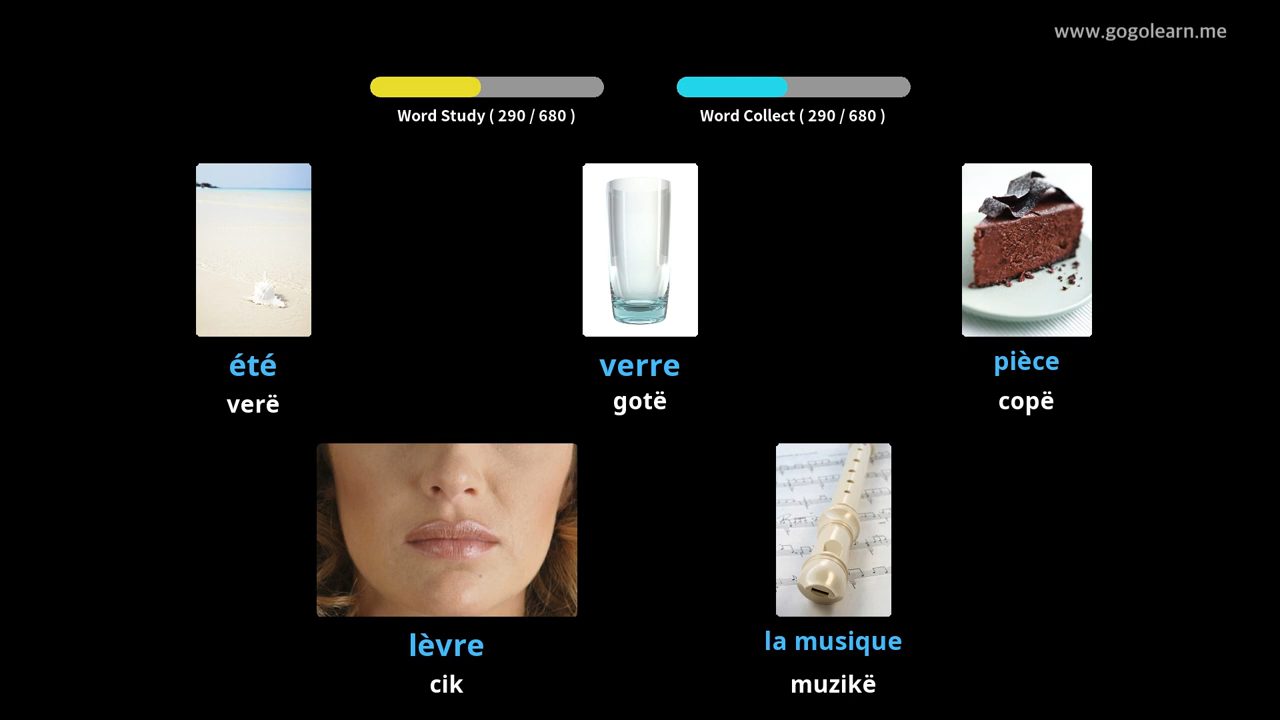 www.gogolearn.me
Word Study ( 290 / 680 )
Word Collect ( 290 / 680 )
été
verë
verre
gotë
pièce
copë
lèvre
cik
la musique
muzikë